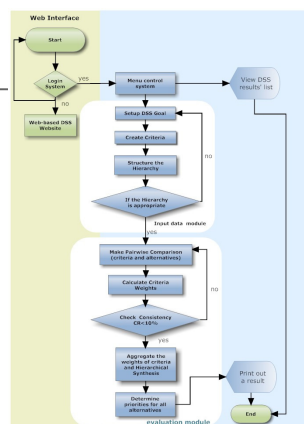 Web Interface
Start
Login
System
yes
no
Web-based DSS
Website
Menu control
system
View DSS
results' list
Setup DSS Goal
Create Criteria
Structure the
Hierarchy
no
If the Hierarchy
is appropriate
Input data module
yes
Make Pairwise Comparison
(criteria and alternatives)
Calculate Criteria
Weights
no
Check Consistency
CR<10%
yes
Aggregate the
weights of criteria
and Hierarchical
Synthesis
Print out
a result
Determine
priorities for all
alternatives
End
evaluation module